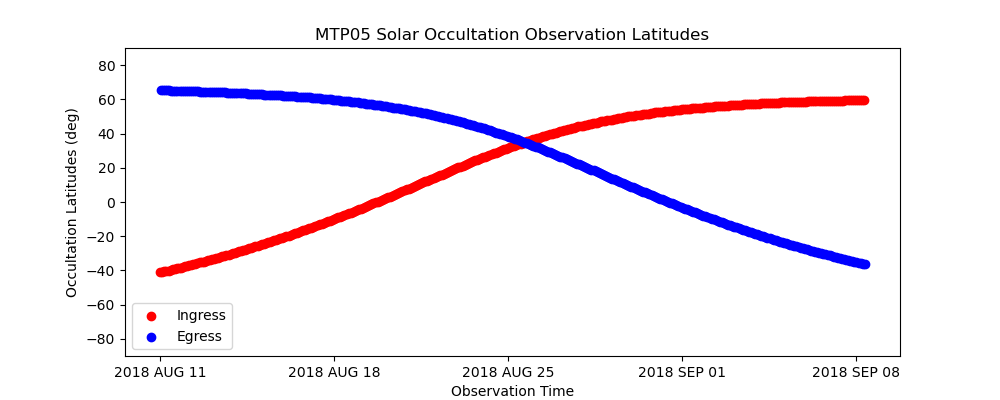 MTP05 Solar Occultation Observation Latitudes
Occultation Latitudes (deg)
80
60
40
20
0
−20
−40
−60
−80
Ingress
Egress
2018 AUG 11 2018 AUG 18 2018 AUG 25 2018 SEP 01 2018 SEP 08
Observation Time